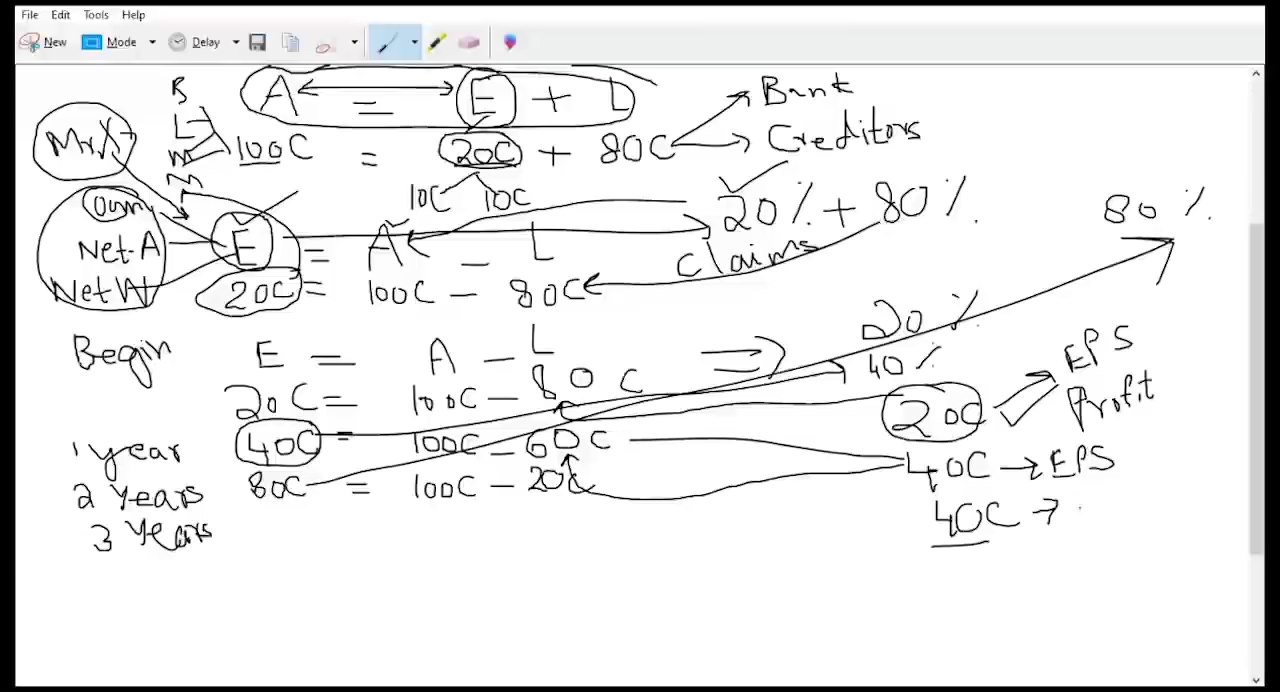 File Edit Tools Help
New Mode Delay
B
A = E + L
Bank
Mr.X
L
100C = 20C + 80C
Creditors
M
M
10C 10C
20% + 80%
80%
Own
Net-A
E = A - L
claims
Net W
20C = 100C - 80C
20%
Begin
E = A - L
40%
EPS
20C = 100C - 80C
20C
Profit
1 year
40C = 100C - 60C
40C → EPS
2 years
80C = 100C - 20C
40C →
3 years